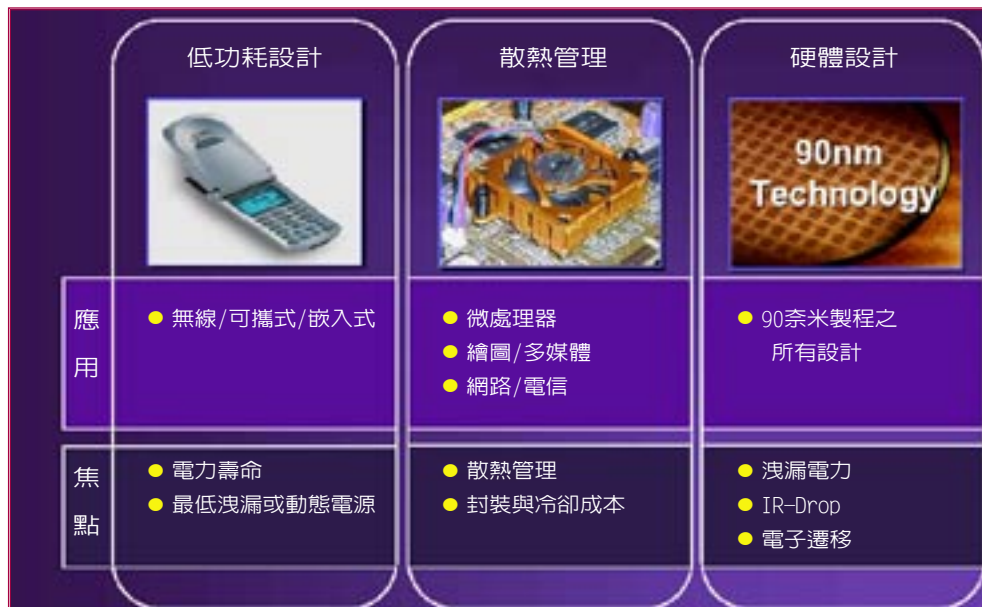 低功耗設計
散熱管理
硬體設計
90nm
Technology
應用
無線/可攜式/嵌入式
微處理器
繪圖/多媒體
網路/電信
90奈米製程之
所有設計
焦點
電力壽命
最低洩漏或動態電源
散熱管理
封裝與冷卻成本
洩漏電力
IR-Drop
電子遷移